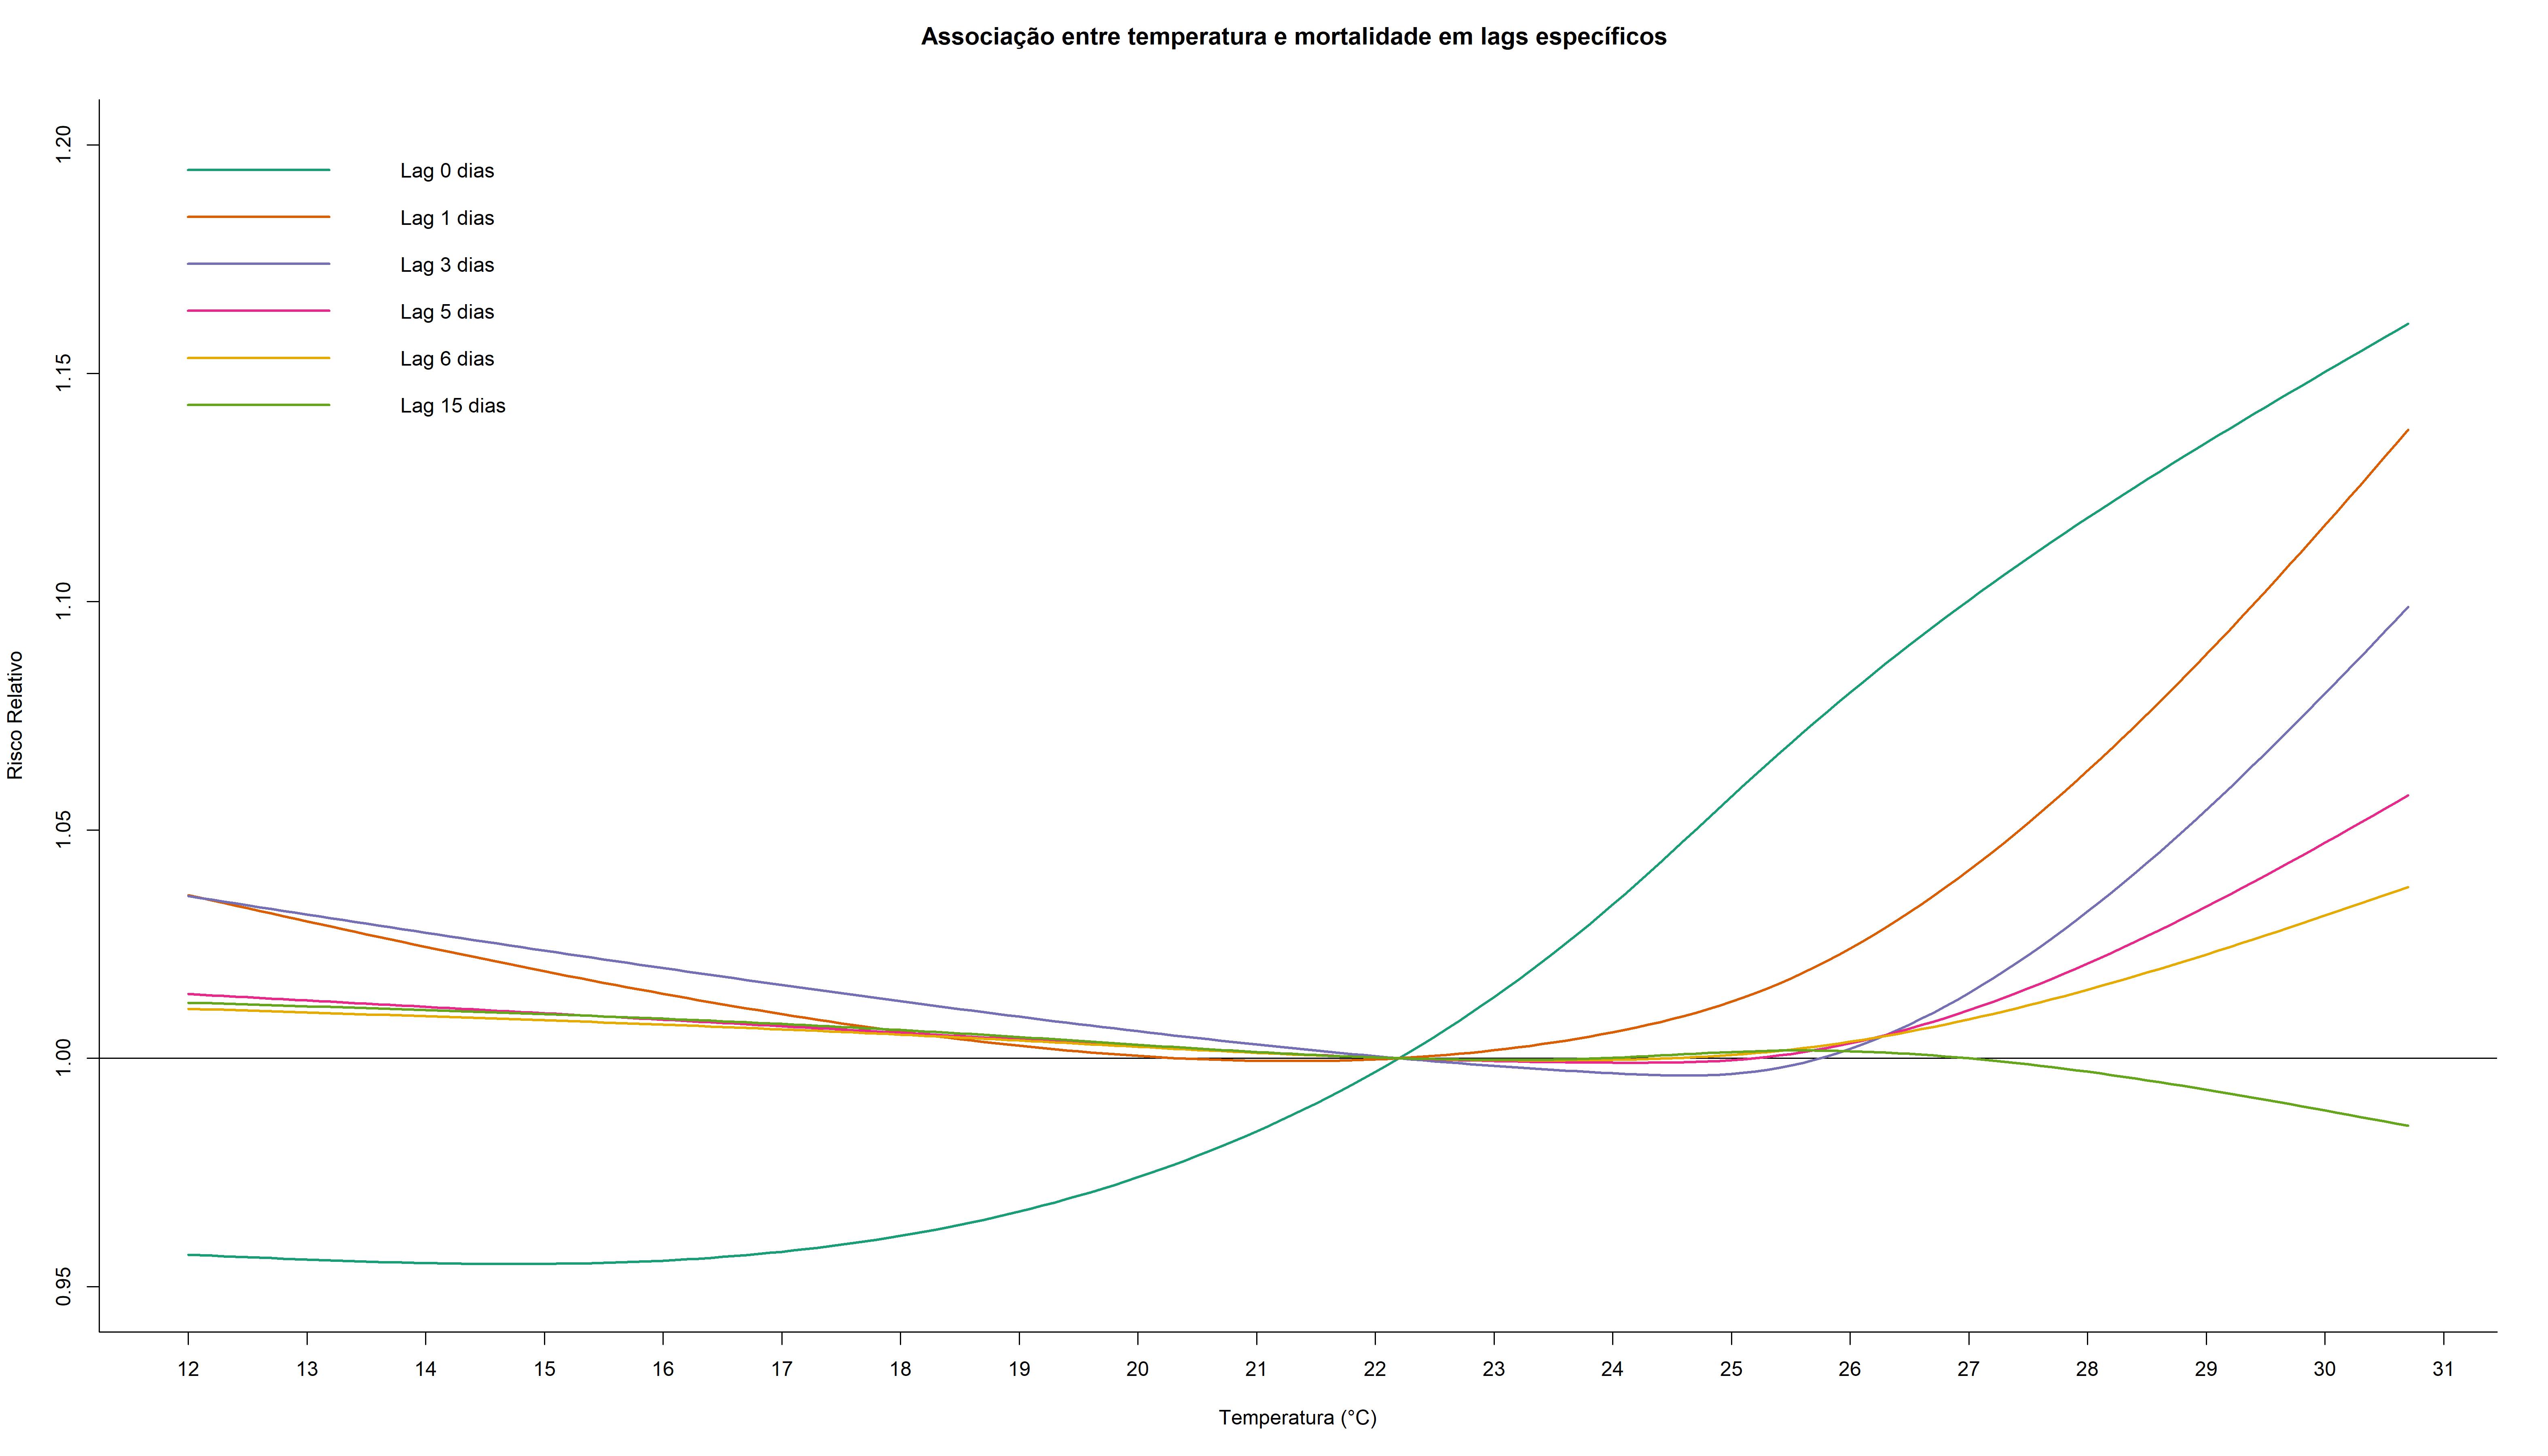 Associação entre temperatura e mortalidade em lags específicos
1.20
1.15
1.10
1.05
1.00
0.95
Risco Relativo
Lag 0 dias
Lag 1 dias
Lag 3 dias
Lag 5 dias
Lag 6 dias
Lag 15 dias
12 13 14 15 16 17 18 19 20 21 22 23 24 25 26 27 28 29 30 31
Temperatura (°C)